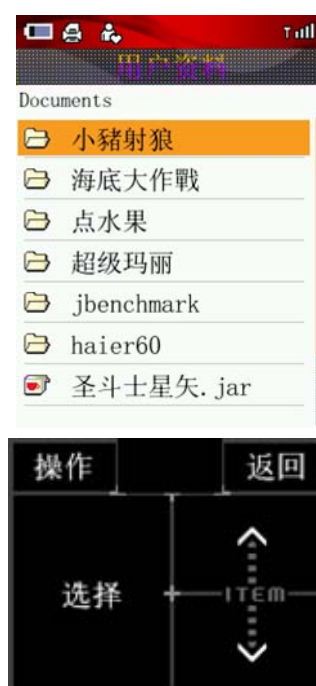 用户资料
Documents
小豬射狼
海底大作戰
点水果
超级玛丽
jbenchmark
haier60
圣斗士星矢.jar
操作 返回
选择
ITEM